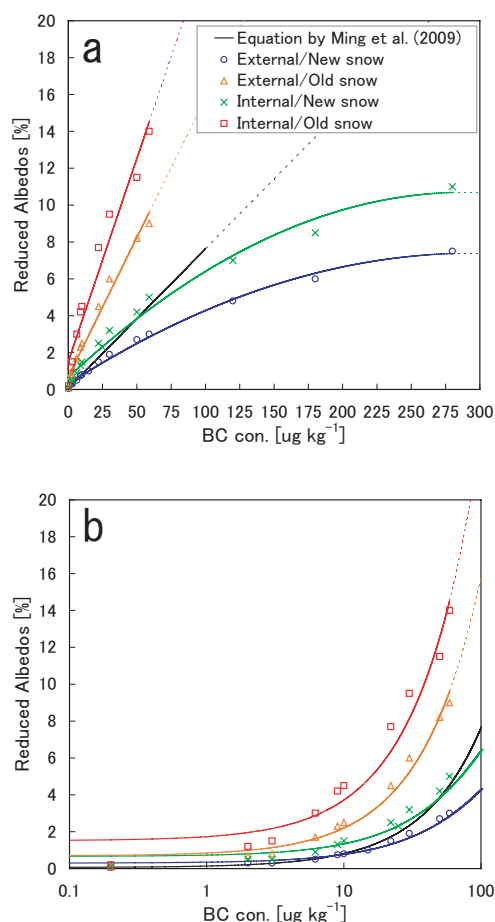 a
Equation by Ming et al. (2009)
External/New snow
External/Old snow
Internal/New snow
Internal/Old snow
Reduced Albedos [%]
20
18
16
14
12
10
8
6
4
2
0
0 25 50 75 100 125 150 175 200 225 250 275 300
BC con. [ug kg⁻¹]
b
Reduced Albedos [%]
20
18
16
14
12
10
8
6
4
2
0
0.1 1 10 100
BC con. [ug kg⁻¹]